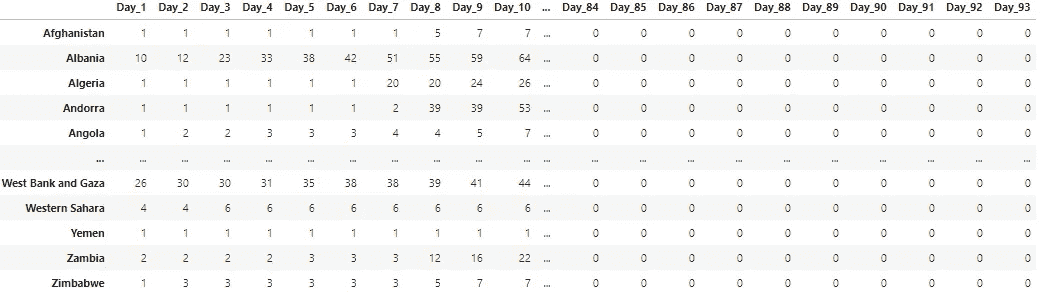 Day_1 Day_2 Day_3 Day_4 Day_5 Day_6 Day_7 Day_8 Day_9 Day_10 ... Day_84 Day_85 Day_86 Day_87 Day_88 Day_89 Day_90 Day_91 Day_92 Day_93
Afghanistan 1 1 1 1 1 1 1 5 7 7 ... 0 0 0 0 0 0 0 0 0 0
Albania 10 12 23 33 38 42 51 55 59 64 ... 0 0 0 0 0 0 0 0 0 0
Algeria 1 1 1 1 1 1 20 20 24 26 ... 0 0 0 0 0 0 0 0 0 0
Andorra 1 1 1 1 1 1 2 39 39 53 ... 0 0 0 0 0 0 0 0 0 0
Angola 1 2 2 3 3 3 4 4 5 7 ... 0 0 0 0 0 0 0 0 0 0
... ... ... ... ... ... ... ... ... ... ... ... ... ... ... ... ... ... ... ... ... ...
West Bank and Gaza 26 30 30 31 35 38 38 39 41 44 ... 0 0 0 0 0 0 0 0 0 0
Western Sahara 4 4 6 6 6 6 6 6 6 6 ... 0 0 0 0 0 0 0 0 0 0
Yemen 1 1 1 1 1 1 1 1 1 1 ... 0 0 0 0 0 0 0 0 0 0
Zambia 2 2 2 2 3 3 3 12 16 22 ... 0 0 0 0 0 0 0 0 0 0
Zimbabwe 1 3 3 3 3 3 3 5 7 7 ... 0 0 0 0 0 0 0 0 0 0